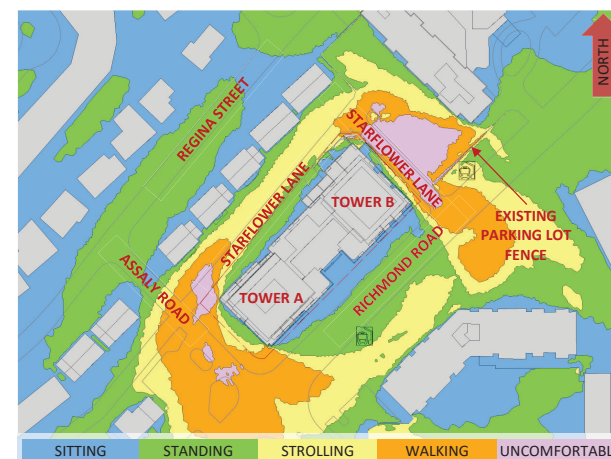 NORTH
REGINA STREET
STARFLOWER LANE
STARFLOWER LANE
TOWER B
EXISTING
PARKING LOT
FENCE
ASSALY ROAD
TOWER A
RICHMOND ROAD
SITTING
STANDING
STROLLING
WALKING
UNCOMFORTABL